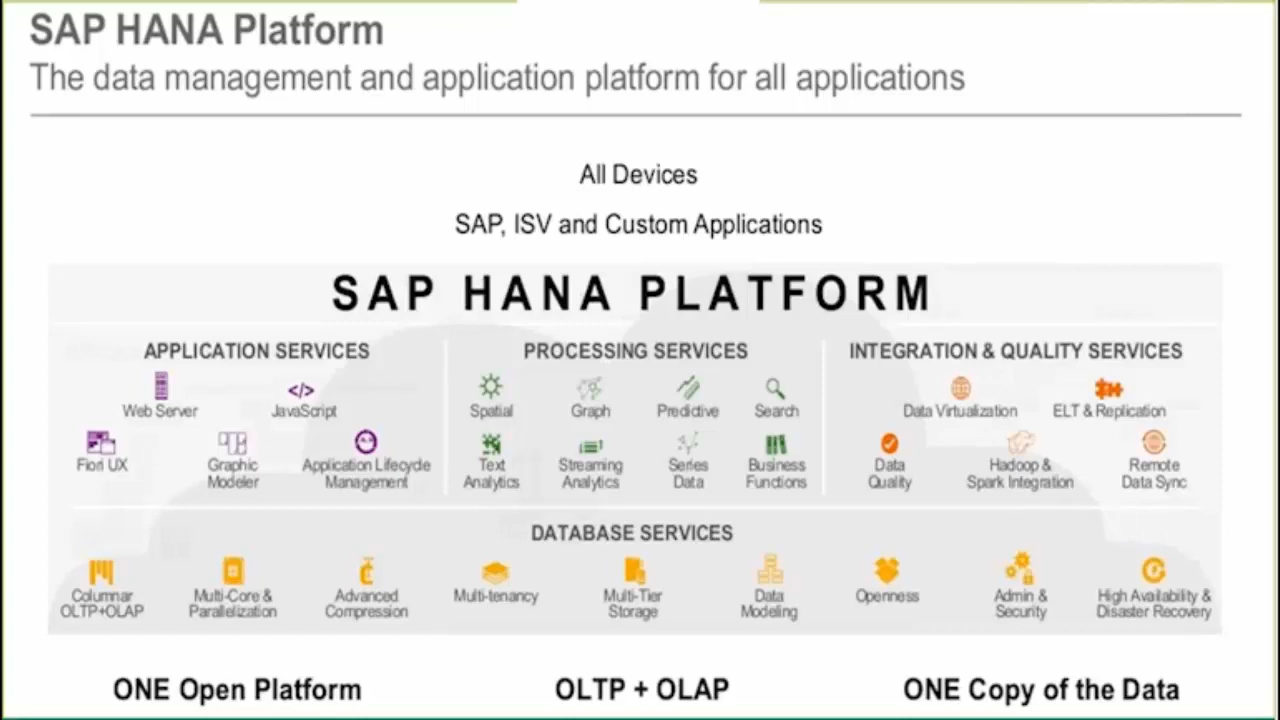 SAP HANA Platform
The data management and application platform for all applications
All Devices
SAP, ISV and Custom Applications
SAP HANA PLATFORM
APPLICATION SERVICES
Web Server
</>
JavaScript
Fiori UX
Graphic
Modeler
Application Lifecycle
Management
PROCESSING SERVICES
Spatial
Graph
Predictive
Search
Text
Analytics
Streaming
Analytics
Series
Data
Business
Functions
INTEGRATION & QUALITY SERVICES
Data Virtualization
ELT & Replication
Data
Quality
Hadoop &
Spark Integration
Remote
Data Sync
DATABASE SERVICES
Columnar
OLTP+OLAP
Multi-Core &
Parallelization
Advanced
Compression
Multi-tenancy
Multi-Tier
Storage
Data
Modeling
Openness
Admin &
Security
High Availability &
Disaster Recovery
ONE Open Platform
OLTP + OLAP
ONE Copy of the Data